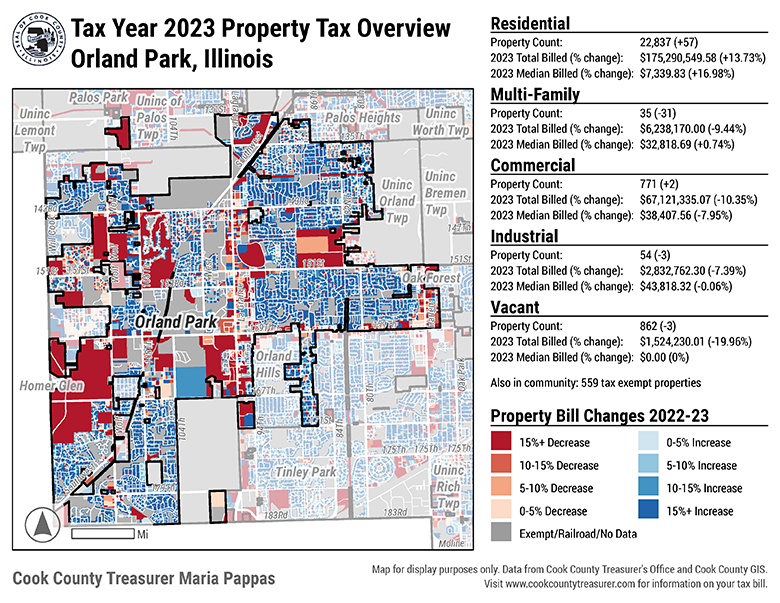 Tax Year 2023 Property Tax Overview
Orland Park, Illinois
Residential
Property Count: 22,837 (+57)
2023 Total Billed (% change): $175,290,549.58 (+13.73%)
2023 Median Billed (% change): $7,339.83 (+16.98%)
Multi-Family
Property Count: 35 (-31)
2023 Total Billed (% change): $6,238,170.00 (-9.44%)
2023 Median Billed (% change): $32,818.69 (+0.74%)
Commercial
Property Count: 771 (+2)
2023 Total Billed (% change): $67,121,335.07 (-10.35%)
2023 Median Billed (% change): $38,407.56 (-7.95%)
Industrial
Property Count: 54 (-3)
2023 Total Billed (% change): $2,832,762.30 (-7.39%)
2023 Median Billed (% change): $43,818.32 (-0.06%)
Vacant
Property Count: 862 (-3)
2023 Total Billed (% change): $1,524,230.01 (-19.96%)
2023 Median Billed (% change): $0.00 (0%)
Also in community: 559 tax exempt properties
Property Bill Changes 2022-23
15%+ Decrease
0-5% Increase
10-15% Decrease
5-10% Increase
5-10% Decrease
10-15% Increase
0-5% Decrease
15%+ Increase
Exempt/Railroad/No Data
Palos Park
Uninc of
Palos
Twp
Uninc
Lemont
Twp
Palos Heights
Uninc
Worth Twp
104Th
135Th
Uninc
Orland
Twp
Uninc
Bremen
Twp
147Th
151St
151St
Oak Forest
Orland Park
Orland
Hills
Homer Glen
167Th
104Th
84Th
80Th
175Th
175Th
175Th
Tinley Park
Uninc
Rich
Twp
183Rd
183Rd
Mi
Cook County Treasurer Maria Pappas
Map for display purposes only. Data from Cook County Treasurer's Office and Cook County GIS.
Visit www.cookcountytreasurer.com for information on your tax bill.